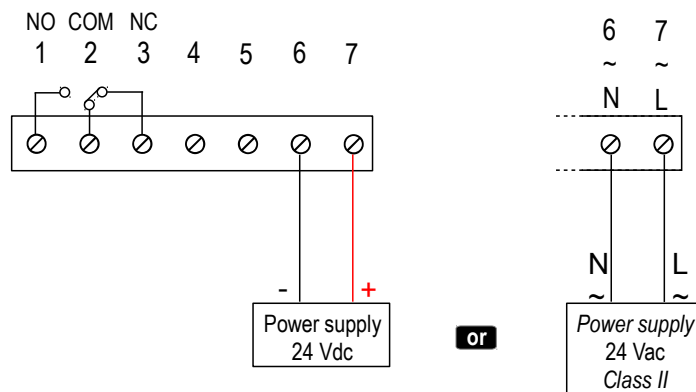 NO COM NC
1 2 3 4 5 6 7
6 7
~ ~
N L
- +
N L
~ ~
Power supply
24 Vdc
or
Power supply
24 Vac
Class II